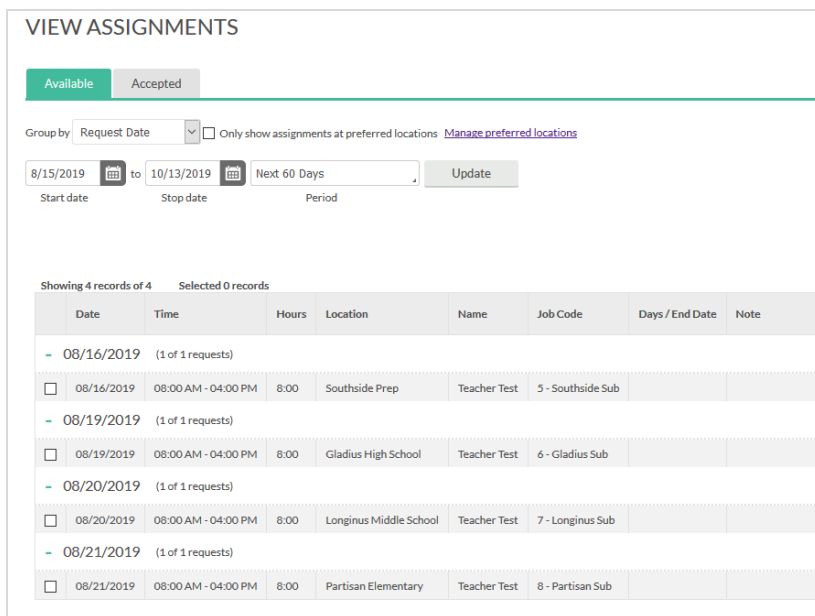 VIEW ASSIGNMENTS
Available Accepted
Group by Request Date Only show assignments at preferred locations Manage preferred locations
8/15/2019 to 10/13/2019 Next 60 Days Update
Start date Stop date Period
Showing 4 records of 4 Selected 0 records
Date Time Hours Location Name Job Code Days / End Date Note
- 08/16/2019 (1 of 1 requests)
08/16/2019 08:00 AM - 04:00 PM 8:00 Southside Prep Teacher Test 5 - Southside Sub
- 08/19/2019 (1 of 1 requests)
08/19/2019 08:00 AM - 04:00 PM 8:00 Gladius High School Teacher Test 6 - Gladius Sub
- 08/20/2019 (1 of 1 requests)
08/20/2019 08:00 AM - 04:00 PM 8:00 Longinus Middle School Teacher Test 7 - Longinus Sub
- 08/21/2019 (1 of 1 requests)
08/21/2019 08:00 AM - 04:00 PM 8:00 Partisan Elementary Teacher Test 8 - Partisan Sub